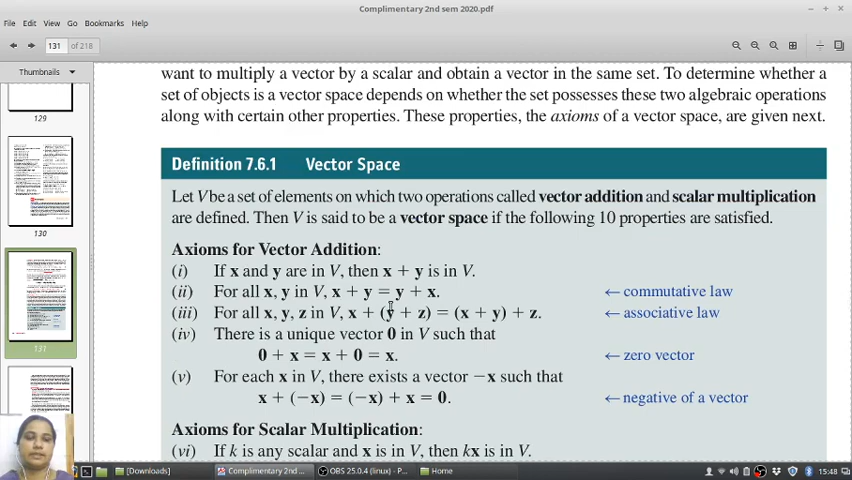 Complimentary 2nd sem 2020.pdf
File Edit View Go Bookmarks Help
131 of 218
Thumbnails
129
130
131
want to multiply a vector by a scalar and obtain a vector in the same set. To determine whether a
set of objects is a vector space depends on whether the set possesses these two algebraic operations
along with certain other properties. These properties, the axioms of a vector space, are given next.
Definition 7.6.1 Vector Space
Let V be a set of elements on which two operations called vector addition and scalar multiplication
are defined. Then V is said to be a vector space if the following 10 properties are satisfied.
Axioms for Vector Addition:
(i) If x and y are in V, then x + y is in V.
(ii) For all x, y in V, x + y = y + x. ← commutative law
(iii) For all x, y, z in V, x + (y + z) = (x + y) + z. ← associative law
(iv) There is a unique vector 0 in V such that
0 + x = x + 0 = x. ← zero vector
(v) For each x in V, there exists a vector −x such that
x + (−x) = (−x) + x = 0. ← negative of a vector
Axioms for Scalar Multiplication:
(vi) If k is any scalar and x is in V, then kx is in V.
[Downloads] Complimentary 2nd ... OBS 25.0.4 (linux) - P... Home 15:48